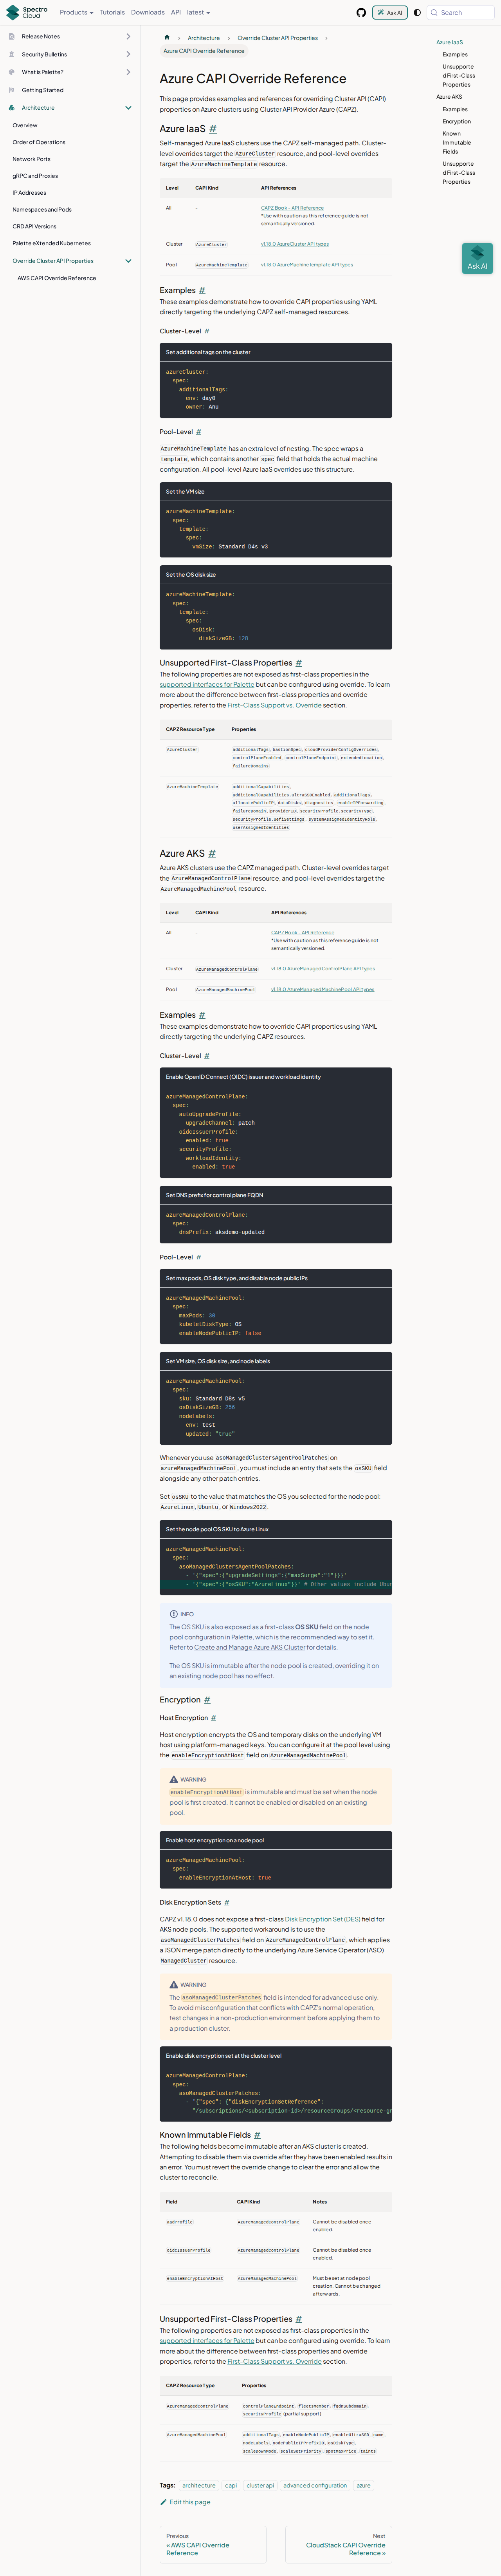 Spectro Cloud
Products
Tutorials
Downloads
API
latest
Ask AI
Search
Release Notes
Security Bulletins
What is Palette?
Getting Started
Architecture
Overview
Order of Operations
Network Ports
gRPC and Proxies
IP Addresses
Namespaces and Pods
CRD API Versions
Palette eXtended Kubernetes
Override Cluster API Properties
AWS CAPI Override Reference
Architecture
Override Cluster API Properties
Azure CAPI Override Reference
Azure CAPI Override Reference
This page provides examples and references for overriding Cluster API (CAPI)
properties on Azure clusters using Cluster API Provider Azure (CAPZ).
Azure IaaS #
Self-managed Azure IaaS clusters use the CAPZ self-managed path. Cluster-
level overrides target the AzureCluster resource, and pool-level overrides
target the AzureMachineTemplate resource.
Level CAPI Kind API References
All - CAPZ Book - API Reference
*Use with caution as this reference guide is not
semantically versioned.
Cluster AzureCluster v1.18.0 AzureCluster API types
Pool AzureMachineTemplate v1.18.0 AzureMachineTemplate API types
Examples #
These examples demonstrate how to override CAPI properties using YAML
directly targeting the underlying CAPZ self-managed resources.
Cluster-Level #
Set additional tags on the cluster
azureCluster:
spec:
additionalTags:
env: day0
owner: Anu
Pool-Level #
AzureMachineTemplate has an extra level of nesting. The spec wraps a
template, which contains another spec field that holds the actual machine
configuration. All pool-level Azure IaaS overrides use this structure.
Set the VM size
azureMachineTemplate:
spec:
template:
spec:
vmSize: Standard_D4s_v3
Set the OS disk size
azureMachineTemplate:
spec:
template:
spec:
osDisk:
diskSizeGB: 128
Unsupported First-Class Properties #
The following properties are not exposed as first-class properties in the
supported interfaces for Palette but can be configured using override. To learn
more about the difference between first-class properties and override
properties, refer to the First-Class Support vs. Override section.
CAPZ Resource Type Properties
AzureCluster additionalTags, bastionSpec, cloudProviderConfigOverrides,
controlPlaneEnabled, controlPlaneEndpoint, extendedLocation,
failureDomains
AzureMachineTemplate additionalCapabilities,
additionalCapabilities.ultraSSDEnabled, additionalTags,
allocatePublicIP, dataDisks, diagnostics, enableIPForwarding,
failureDomain, providerID, securityProfile.securityType,
securityProfile.uefiSettings, systemAssignedIdentityRole,
userAssignedIdentities
Azure AKS #
Azure AKS clusters use the CAPZ managed path. Cluster-level overrides target
the AzureManagedControlPlane resource, and pool-level overrides target the
AzureManagedMachinePool resource.
Level CAPI Kind API References
All - CAPZ Book - API Reference
*Use with caution as this reference guide is not
semantically versioned.
Cluster AzureManagedControlPlane v1.18.0 AzureManagedControlPlane API types
Pool AzureManagedMachinePool v1.18.0 AzureManagedMachinePool API types
Examples #
These examples demonstrate how to override CAPI properties using YAML
directly targeting the underlying CAPZ resources.
Cluster-Level #
Enable OpenID Connect (OIDC) issuer and workload identity
azureManagedControlPlane:
spec:
autoUpgradeProfile:
upgradeChannel: patch
oidcIssuerProfile:
enabled: true
securityProfile:
workloadIdentity:
enabled: true
Set DNS prefix for control plane FQDN
azureManagedControlPlane:
spec:
dnsPrefix: aksdemo-updated
Pool-Level #
Set max pods, OS disk type, and disable node public IPs
azureManagedMachinePool:
spec:
maxPods: 30
kubeletDiskType: OS
enableNodePublicIP: false
Set VM size, OS disk size, and node labels
azureManagedMachinePool:
spec:
sku: Standard_D8s_v5
osDiskSizeGB: 256
nodeLabels:
env: test
updated: "true"
Whenever you use asoManagedClustersAgentPoolPatches on
azureManagedMachinePool, you must include an entry that sets the osSKU field
alongside any other patch entries.
Set osSKU to the value that matches the OS you selected for the node pool:
AzureLinux, Ubuntu, or Windows2022.
Set the node pool OS SKU to Azure Linux
azureManagedMachinePool:
spec:
asoManagedClustersAgentPoolPatches:
- '{"spec":{"upgradeSettings":{"maxSurge":"1"}}}'
- '{"spec":{"osSKU":"AzureLinux"}}' # Other values include Ubun
INFO
The OS SKU is also exposed as a first-class OS SKU field on the node
pool configuration in Palette, which is the recommended way to set it.
Refer to Create and Manage Azure AKS Cluster for details.
The OS SKU is immutable after the node pool is created, overriding it on
an existing node pool has no effect.
Encryption #
Host Encryption #
Host encryption encrypts the OS and temporary disks on the underlying VM
host using platform-managed keys. You can configure it at the pool level using
the enableEncryptionAtHost field on AzureManagedMachinePool.
WARNING
enableEncryptionAtHost is immutable and must be set when the node
pool is first created. It cannot be enabled or disabled on an existing
pool.
Enable host encryption on a node pool
azureManagedMachinePool:
spec:
enableEncryptionAtHost: true
Disk Encryption Sets #
CAPZ v1.18.0 does not expose a first-class Disk Encryption Set (DES) field for
AKS node pools. The supported workaround is to use the
asoManagedClusterPatches field on AzureManagedControlPlane, which applies
a JSON merge patch directly to the underlying Azure Service Operator (ASO)
ManagedCluster resource.
WARNING
The asoManagedClusterPatches field is intended for advanced use only.
To avoid misconfiguration that conflicts with CAPZ's normal operation,
test changes in a non-production environment before applying them to
a production cluster.
Enable disk encryption set at the cluster level
azureManagedControlPlane:
spec:
asoManagedClusterPatches:
- '{"spec": {"diskEncryptionSetReference":
"/subscriptions/<subscription-id>/resourceGroups/<resource-gr
Known Immutable Fields #
The following fields become immutable after an AKS cluster is created.
Attempting to disable them via override after they have been enabled results in
an error. You must revert the override change to clear the error and allow the
cluster to reconcile.
Field CAPI Kind Notes
aadProfile AzureManagedControlPlane Cannot be disabled once
enabled.
oidcIssuerProfile AzureManagedControlPlane Cannot be disabled once
enabled.
enableEncryptionAtHost AzureManagedMachinePool Must be set at node pool
creation. Cannot be changed
afterwards.
Unsupported First-Class Properties #
The following properties are not exposed as first-class properties in the
supported interfaces for Palette but can be configured using override. To learn
more about the difference between first-class properties and override
properties, refer to the First-Class Support vs. Override section.
CAPZ Resource Type Properties
AzureManagedControlPlane controlPlaneEndpoint, fleetsMember, fqdnSubdomain,
securityProfile (partial support)
AzureManagedMachinePool additionalTags, enableNodePublicIP, enableUltraSSD, name,
nodeLabels, nodePublicIPPrefixID, osDiskType,
scaleDownMode, scaleSetPriority, spotMaxPrice, taints
Tags: architecture capi cluster api advanced configuration azure
Edit this page
Previous
« AWS CAPI Override
Reference
Next
CloudStack CAPI Override
Reference »
Azure IaaS
Examples
Unsupporte
d First-Class
Properties
Azure AKS
Examples
Encryption
Known
Immutable
Fields
Unsupporte
d First-Class
Properties
Ask AI